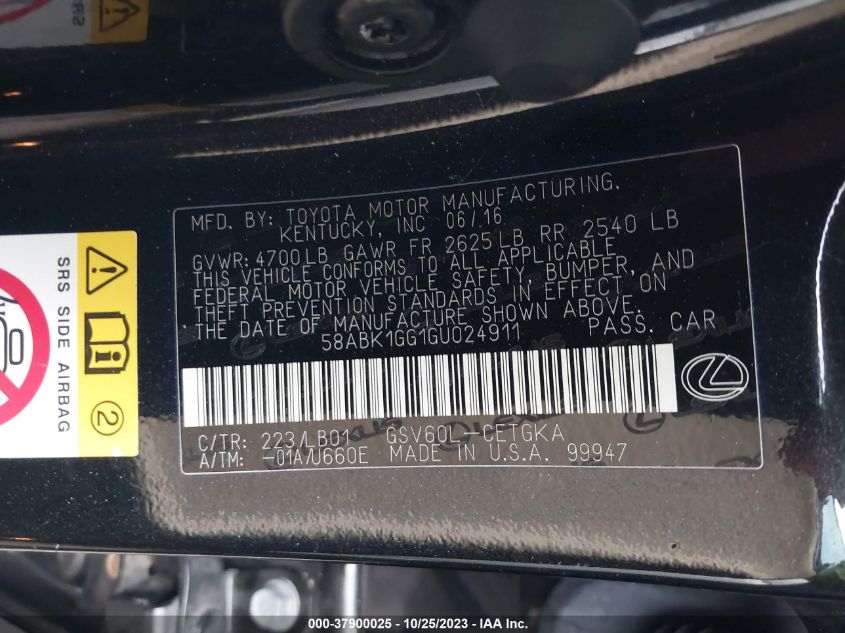 SRS
MFD. BY: TOYOTA MOTOR MANUFACTURING.
KENTUCKY, INC 06/16
GVWR: 4700LB GAWR FR 2625LB RR 2540 LB
THIS VEHICLE CONFORMS TO ALL APPLICABLE
FEDERAL MOTOR VEHICLE SAFETY, BUMPER, AND
THEFT PREVENTION STANDARDS IN EFFECT ON
THE DATE OF MANUFACTURE SHOWN ABOVE.
58ABK1GG1GU024911 PASS. CAR
C/TR: 223/LB01 GSV60L-CETGKA
A/TM: -01A/U660E MADE IN U.S.A. 99947
SRS SIDE AIRBAG
2
LEXUS
000-37900025 - 10/25/2023 - IAA Inc.